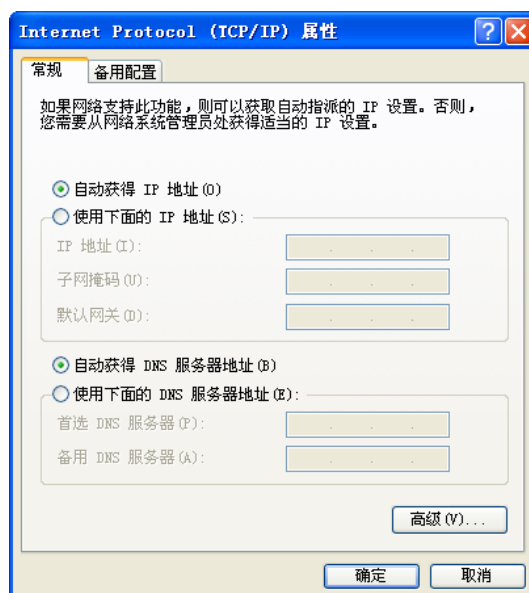 Internet Protocol (TCP/IP) 属性
常规
备用配置
如果网络支持此功能，则可以获取自动指派的 IP 设置。否则，
您需要从网络系统管理员处获得适当的 IP 设置。
自动获得 IP 地址(O)
使用下面的 IP 地址(S):
IP 地址(I):
子网掩码(U):
默认网关(D):
自动获得 DNS 服务器地址(B)
使用下面的 DNS 服务器地址(E):
首选 DNS 服务器(P):
备用 DNS 服务器(A):
高级(V)...
确定
取消